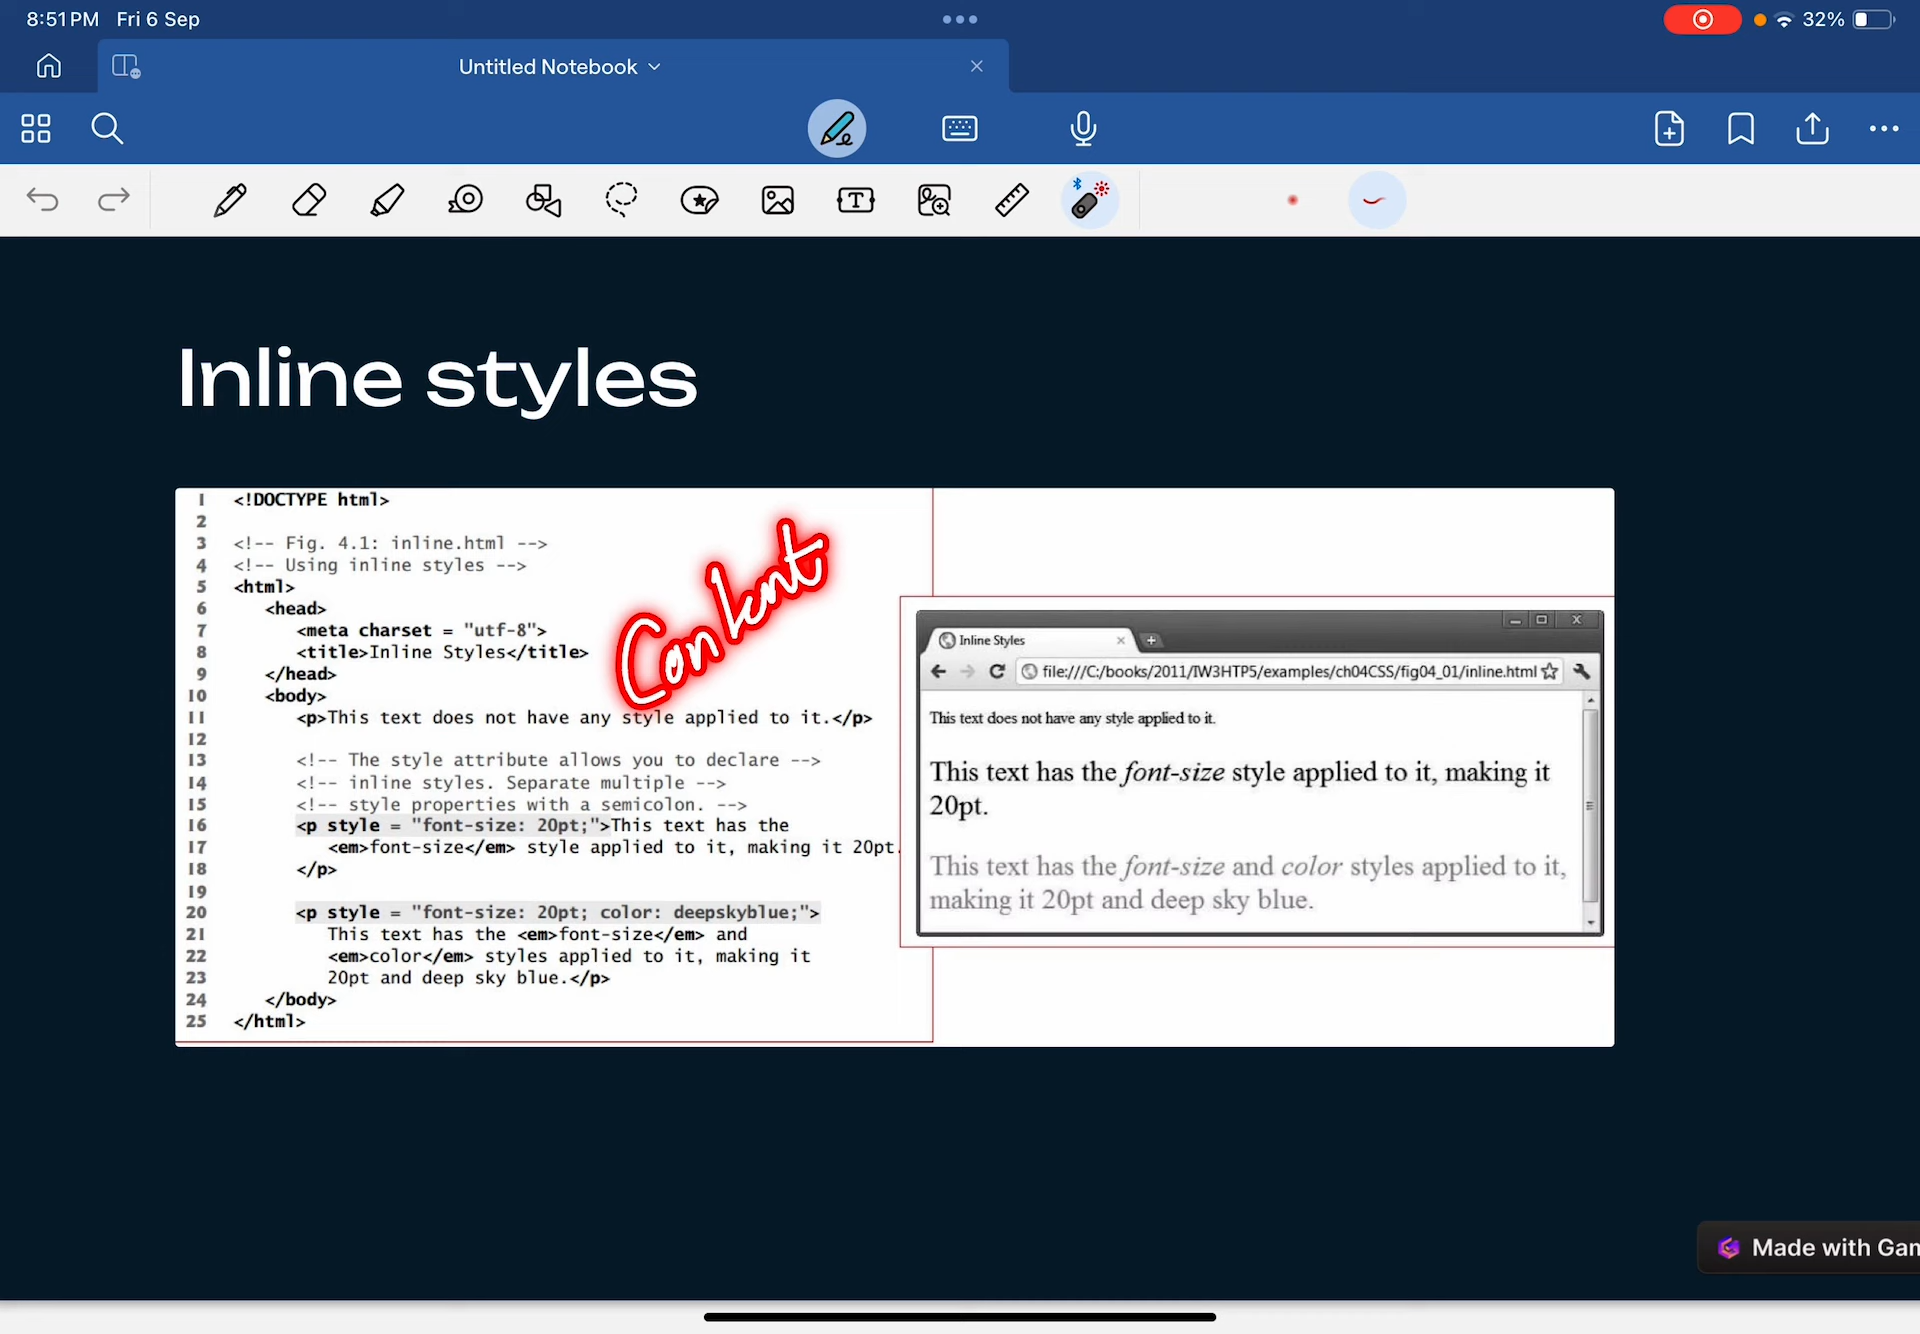 8:51 PM Fri 6 Sep
32%
Untitled Notebook
Inline styles
1 <!DOCTYPE html>
2
3 <!-- Fig. 4.1: inline.html -->
4 <!-- Using inline styles -->
5 <html>
6 <head>
7 <meta charset = "utf-8">
8 <title>Inline Styles</title>
9 </head>
10 <body>
11 <p>This text does not have any style applied to it.</p>
12
13 <!-- The style attribute allows you to declare -->
14 <!-- inline styles. Separate multiple -->
15 <!-- style properties with a semicolon. -->
16 <p style = "font-size: 20pt;">This text has the
17 <em>font-size</em> style applied to it, making it 20pt.
18 </p>
19
20 <p style = "font-size: 20pt; color: deepskyblue;">
21 This text has the <em>font-size</em> and
22 <em>color</em> styles applied to it, making it
23 20pt and deep sky blue.</p>
24 </body>
25 </html>
Content
Inline Styles
file:///C:/books/2011/IW3HTP5/examples/ch04CSS/fig04_01/inline.html
This text does not have any style applied to it.
This text has the font-size style applied to it, making it
20pt.
This text has the font-size and color styles applied to it,
making it 20pt and deep sky blue.
Made with Gam